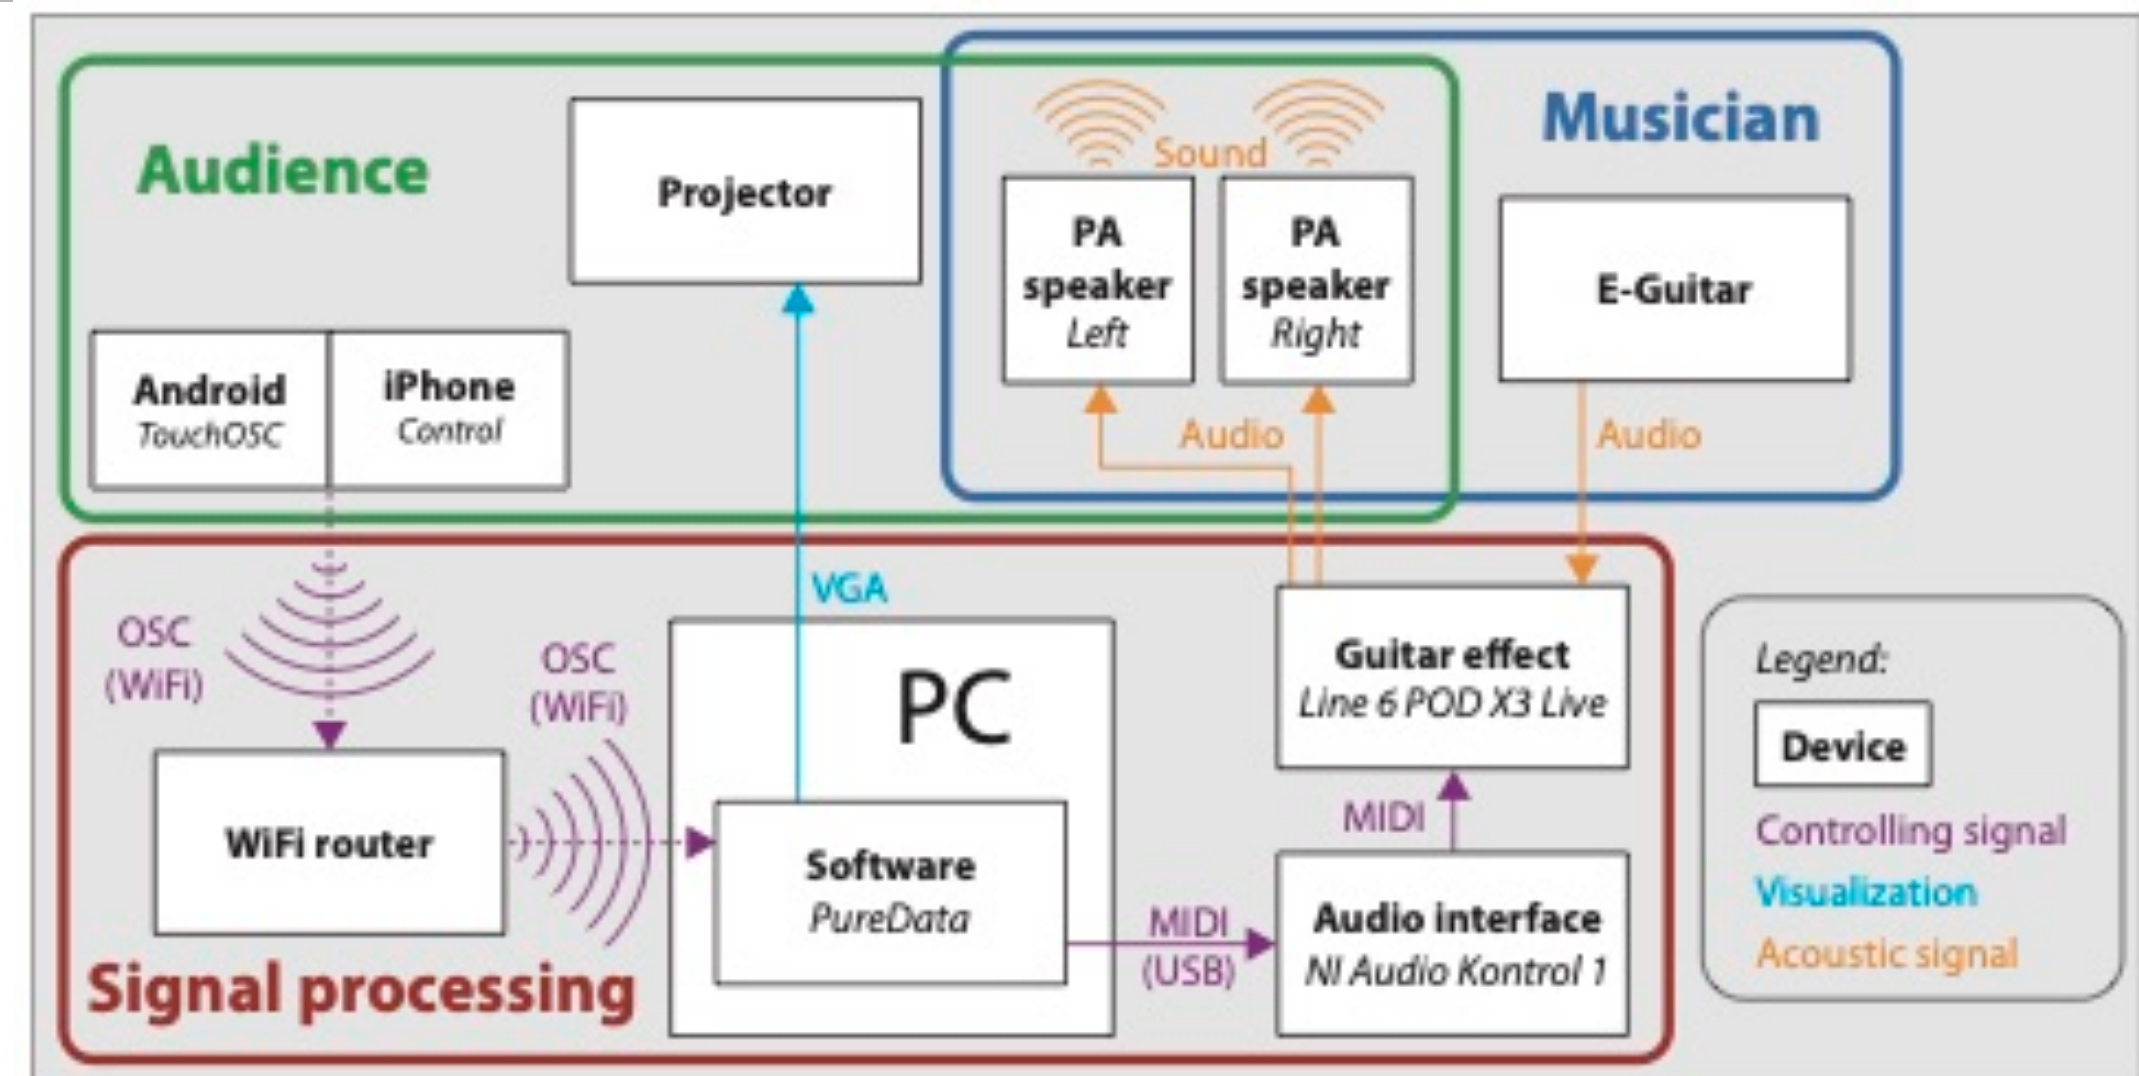 Audience
Musician
Projector
Sound
PA
speaker
Left
PA
speaker
Right
E-Guitar
Android
TouchOSC
iPhone
Control
Audio
Audio
VGA
OSC
(WiFi)
OSC
(WiFi)
PC
Guitar effect
Line 6 POD X3 Live
WiFi router
Software
PureData
MIDI
MIDI
(USB)
Audio interface
NI Audio Kontrol 1
Signal processing
Legend:
Device
Controlling signal
Visualization
Acoustic signal